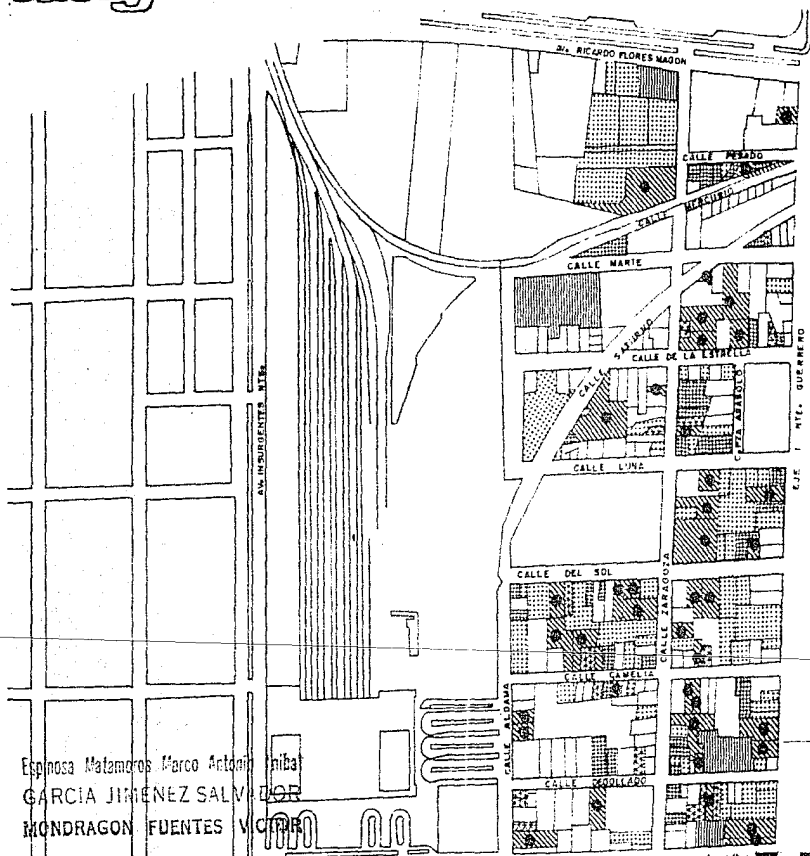 AV. RICARDO FLORES MAGON
CALLE PESADO
CALLE MERCURIO
CALLE MARTE
CALLE SATURNO
CALLE DE LA ESTRELLA
EJE 1 NTE. GUERRERO
AV. INSURGENTES NTE.
CALLE LUNA
CALLE DEL SOL
CALLE ZARAGOZA
CALLE CAMELIA
CALLE ALDAMA
CALLE DEGOLLADO
Espinosa Matamoros Marco Antonio Anibal
GARCIA JIMENEZ SALVADOR
MONDRAGON FUENTES VICTOR